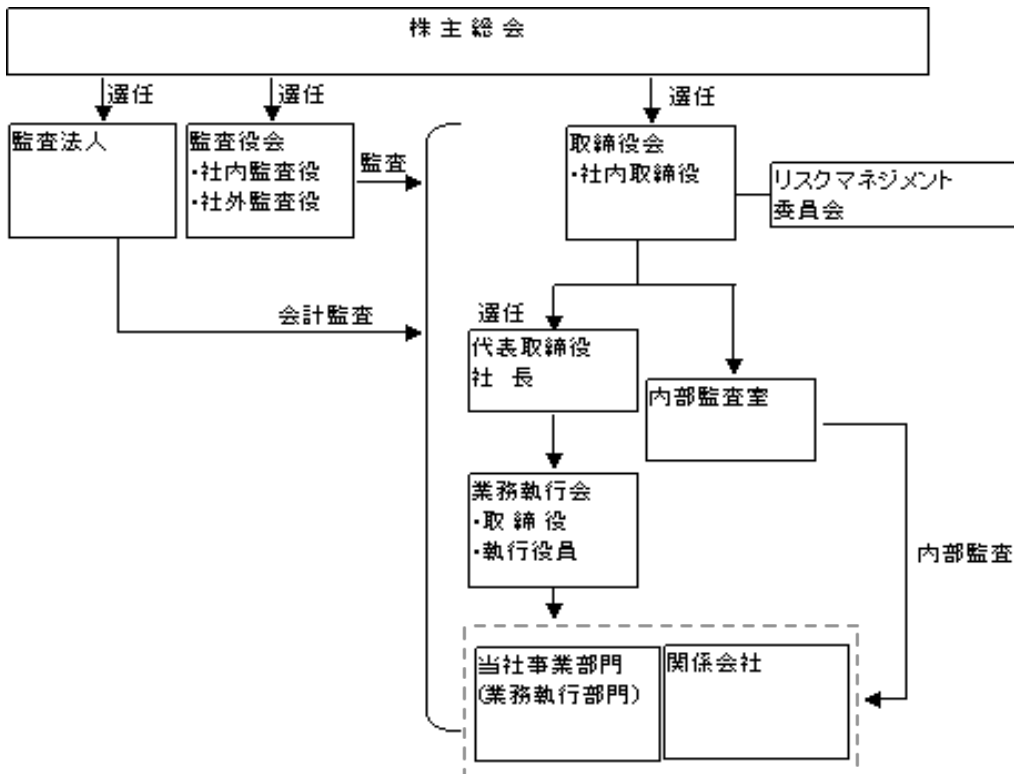 株主総会
選任
選任
選任
監査法人
監査役会
・社内監査役
・社外監査役
監査
取締役会
・社内取締役
リスクマネジメント
委員会
会計監査
選任
代表取締役
社 長
内部監査室
業務執行会
・取 締 役
・執行役員
内部監査
当社事業部門
(業務執行部門)
関係会社